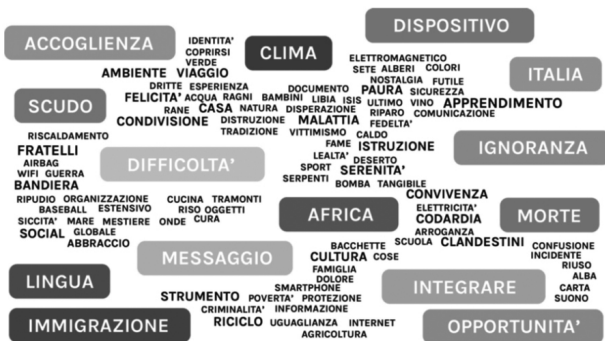 DISPOSITIVO
ACCOGLIENZA
IDENTITA'
COPRIRSI
VERDE
CLIMA
AMBIENTE VIAGGIO
ELETTROMAGNETICO
SETE ALBERI COLORI
NOSTALGIA FUTILE
ITALIA
DRITTE ESPERIENZA
DOCUMENTO PAURA SICUREZZA
SCUDO
FELICITA' ACQUA RAGNI BAMBINI LIBIA ISIS ULTIMO VINO APPRENDIMENTO
RANE CASA NATURA DISPERAZIONE RIPARO COMUNICAZIONE
CONDIVISIONE DISTRUZIONE MALATTIA FEDELTA'
TRADIZIONE VITTIMISMO CALDO
RISCALDAMENTO
FAME ISTRUZIONE
IGNORANZA
FRATELLI
LEALTA' DESERTO
AIRBAG
DIFFICOLTA'
SPORT SERENITA'
WIFI GUERRA
SERPENTI
BANDIERA
BOMBA TANGIBILE
CONVIVENZA
RIPUDIO ORGANIZZAZIONE CUCINA TRAMONTI
BASEBALL ESTENSIVO RISO OGGETTI
ELETTRICITA'
AFRICA
CODARDIA
MORTE
SICCITA' MARE MESTIERE ONDE CURA
SOCIAL GLOBALE
ARROGANZA
ABBRACCIO
BACCHETTE SCUOLA CLANDESTINI CONFUSIONE
MESSAGGIO
CULTURA COSE
INCIDENTE
FAMIGLIA
RIUSO
DOLORE
ALBA
LINGUA
SMARTPHONE
INTEGRARE
CARTA
STRUMENTO POVERTA' PROTEZIONE
SUONO
CRIMINALITA' INFORMAZIONE
IMMIGRAZIONE
RICICLO UGUAGLIANZA INTERNET
OPPORTUNITA'
AGRICOLTURA